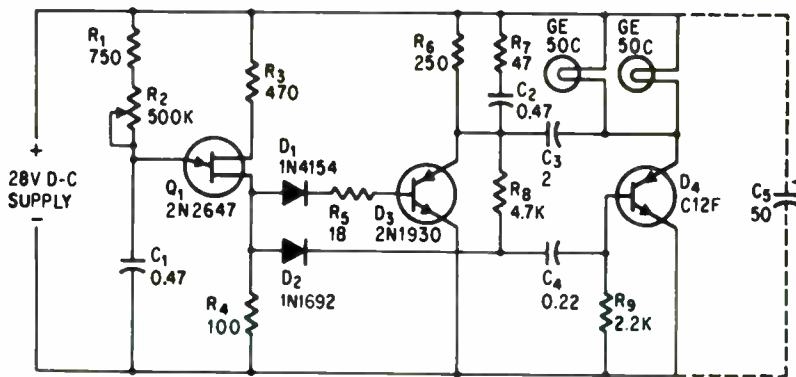 R1
750
R2
500K
R3
470
R6
250
R7
47
C2
0.47
GE
50C
GE
50C
+
28V D-C
SUPPLY
–
Q1
2N2647
D1
1N4154
R5
18
D3
2N1930
R8
4.7K
C3
2
D4
C12F
C5
50
+
C1
0.47
D2
1N1692
R4
100
C4
0.22
R9
2.2K